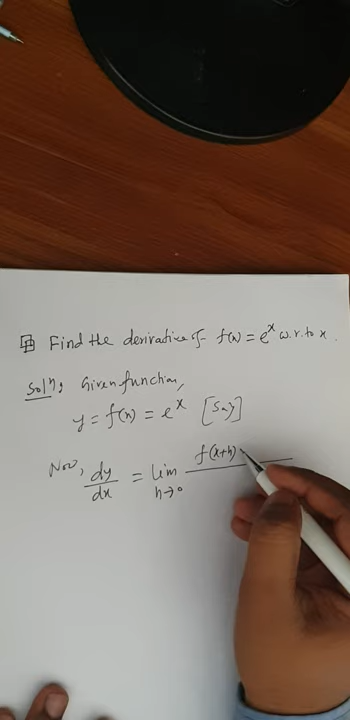 Find the derivative of f(x) = e^x w.r.to x.
Solⁿ: Given function,
y = f(x) = e^x [Say]
Now, dy/dx = lim h→0 f(x+h)